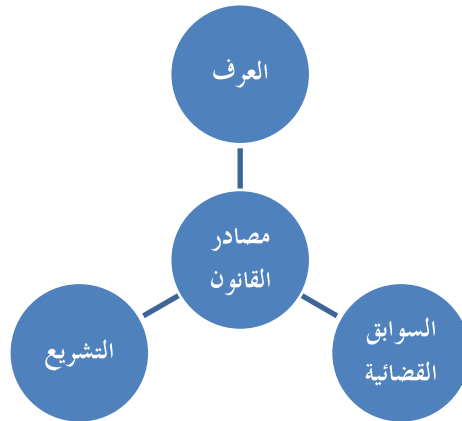 العرف
مصادر
القانون
السوابق
القضائية
التشريع